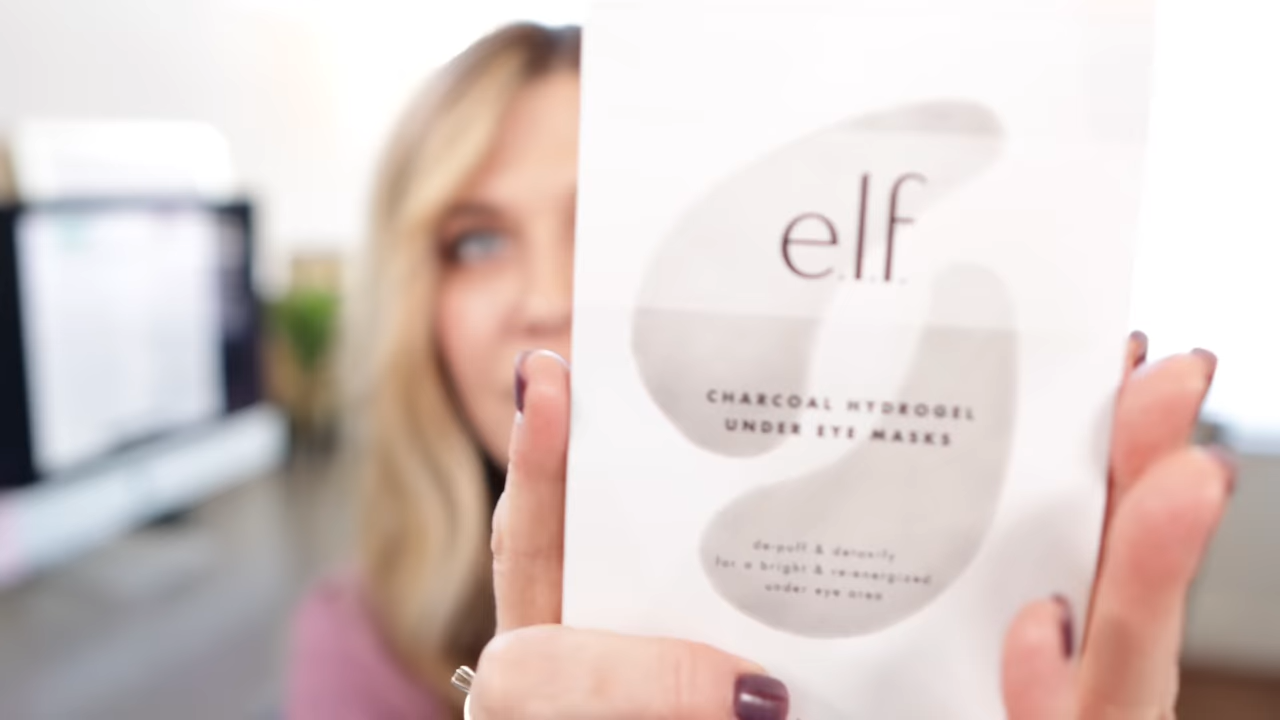 e.l.f.
CHARCOAL HYDROGEL
UNDER EYE MASKS
de-puff & detoxify
for a bright & re-energized
under eye area